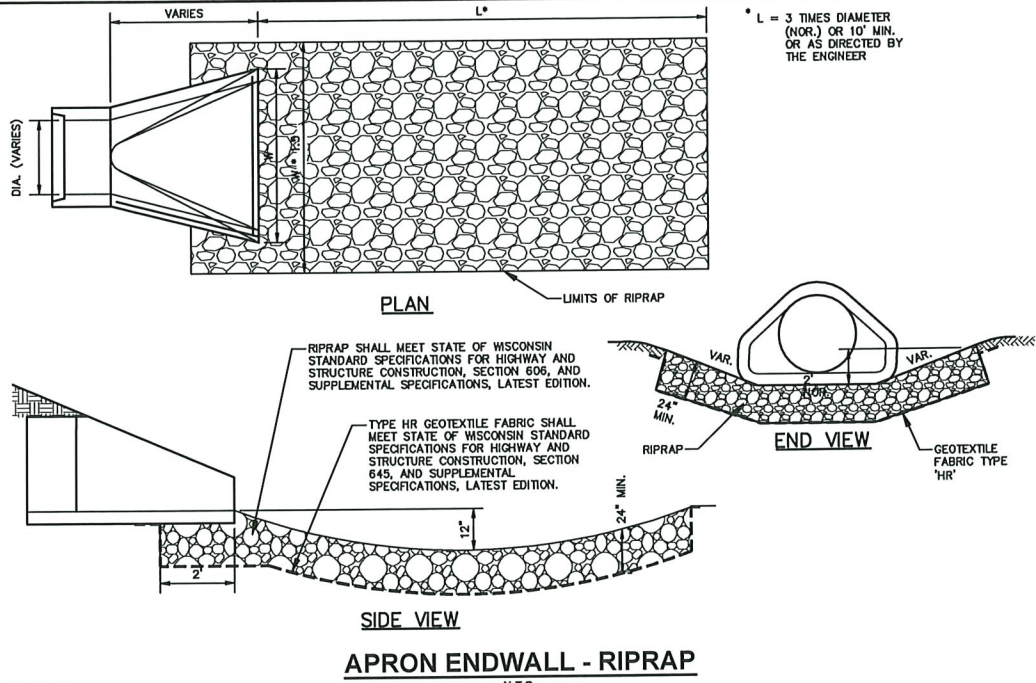 VARIES
L*
* L = 3 TIMES DIAMETER
(NOR.) OR 10' MIN.
OR AS DIRECTED BY
THE ENGINEER
DIA. (VARIES)
W
W * 1.5
PLAN
LIMITS OF RIPRAP
RIPRAP SHALL MEET STATE OF WISCONSIN
STANDARD SPECIFICATIONS FOR HIGHWAY AND
STRUCTURE CONSTRUCTION, SECTION 606, AND
SUPPLEMENTAL SPECIFICATIONS, LATEST EDITION.
TYPE HR GEOTEXTILE FABRIC SHALL
MEET STATE OF WISCONSIN STANDARD
SPECIFICATIONS FOR HIGHWAY AND
STRUCTURE CONSTRUCTION, SECTION
645, AND SUPPLEMENTAL
SPECIFICATIONS, LATEST EDITION.
VAR.
VAR.
2'
NOR.
24"
MIN.
RIPRAP
END VIEW
GEOTEXTILE
FABRIC TYPE
'HR'
12"
24" MIN.
2'
SIDE VIEW
APRON ENDWALL - RIPRAP